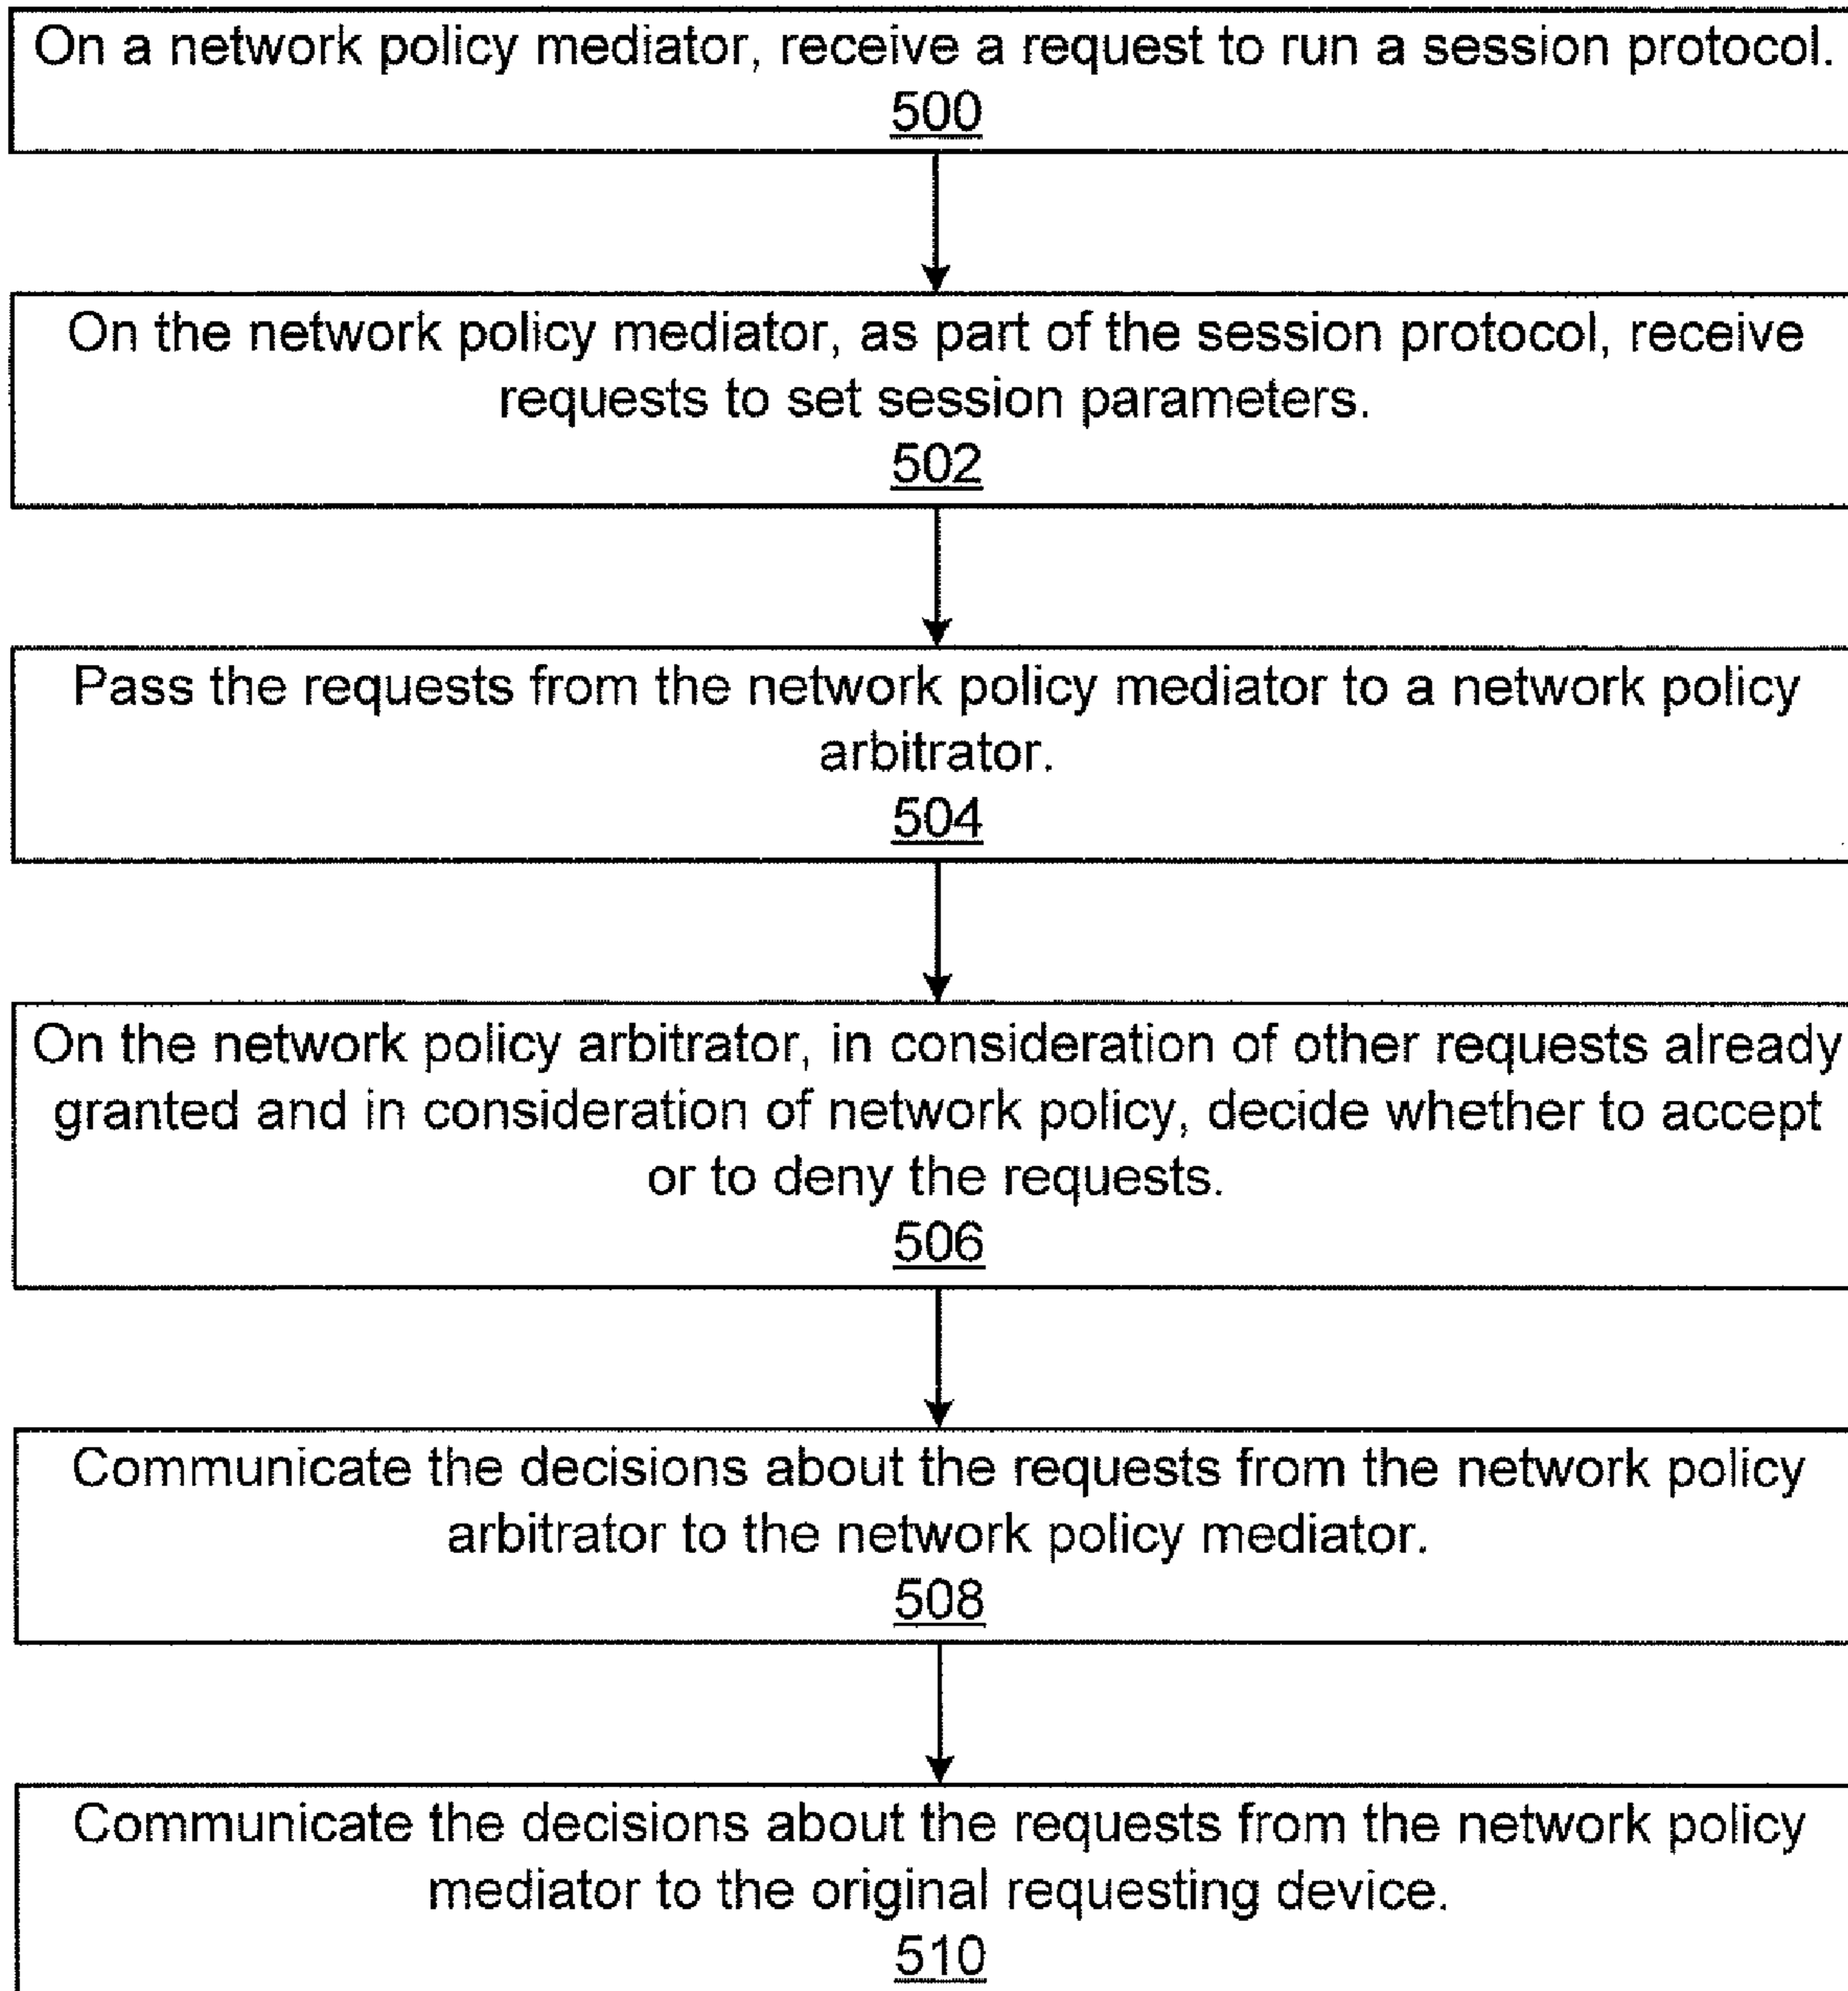 On a network policy mediator, receive a request to run a session protocol.
500
On the network policy mediator, as part of the session protocol, receive
requests to set session parameters.
502
Pass the requests from the network policy mediator to a network policy
arbitrator.
504
On the network policy arbitrator, in consideration of other requests already
granted and in consideration of network policy, decide whether to accept
or to deny the requests.
506
Communicate the decisions about the requests from the network policy
arbitrator to the network policy mediator.
508
Communicate the decisions about the requests from the network policy
mediator to the original requesting device.
510